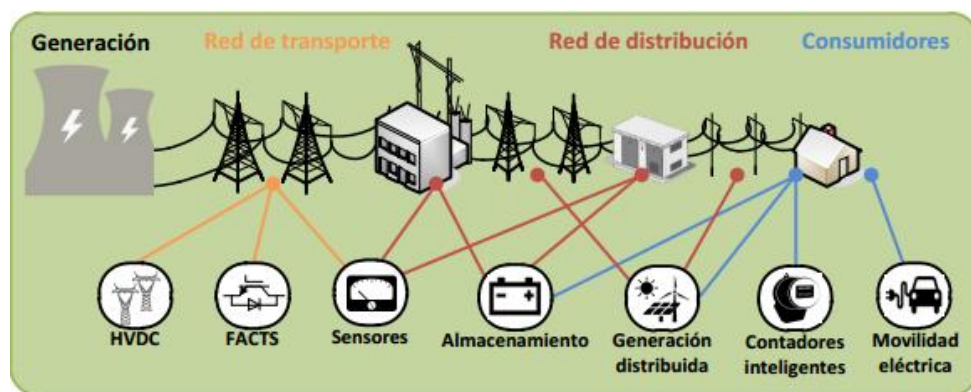 Generación
Red de transporte
Red de distribución
Consumidores
HVDC
FACTS
Sensores
Almacenamiento
Generación
distribuida
Contadores
inteligentes
Movilidad
eléctrica